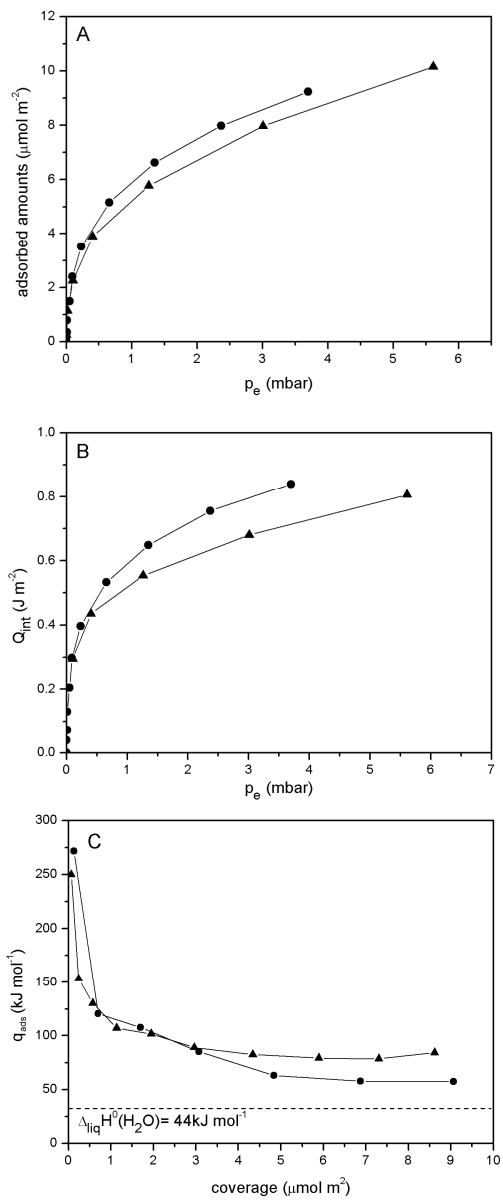 A
12
10
8
6
4
2
0
adsorbed amounts (μmol m⁻²)
0 1 2 3 4 5 6
pₑ (mbar)
B
1.0
0.8
0.6
0.4
0.2
0.0
Q_int (J m⁻²)
0 1 2 3 4 5 6 7
pₑ (mbar)
C
300
250
200
150
100
50
0
q_ads (kJ mol⁻¹)
Δ_liqH⁰(H₂O)= 44kJ mol⁻¹
0 1 2 3 4 5 6 7 8 9 10
coverage (μmol m²)